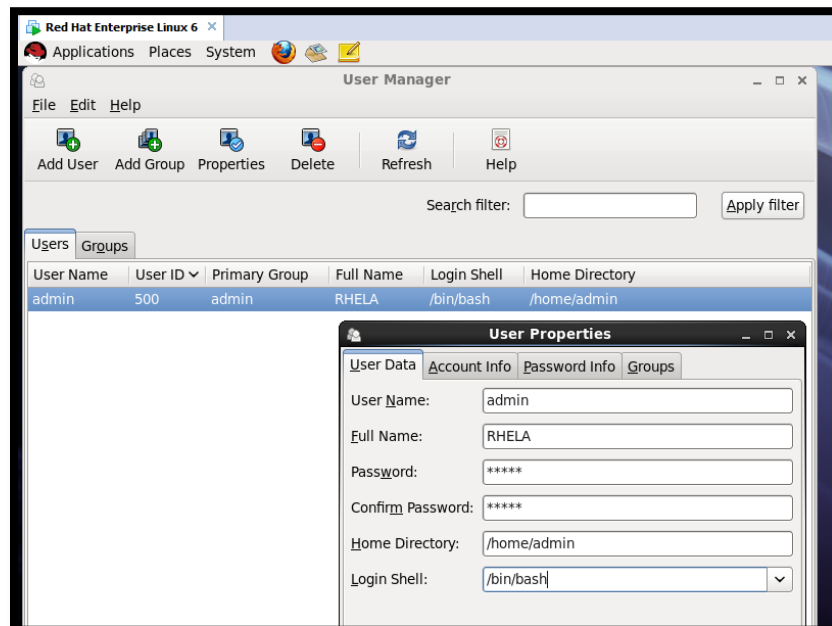 Red Hat Enterprise Linux 6
Applications Places System
User Manager
File Edit Help
Add User Add Group Properties Delete Refresh Help
Search filter: Apply filter
Users Groups
User Name User ID Primary Group Full Name Login Shell Home Directory
admin 500 admin RHELA /bin/bash /home/admin
User Properties
User Data Account Info Password Info Groups
User Name: admin
Full Name: RHELA
Password: *****
Confirm Password: *****
Home Directory: /home/admin
Login Shell: /bin/bash